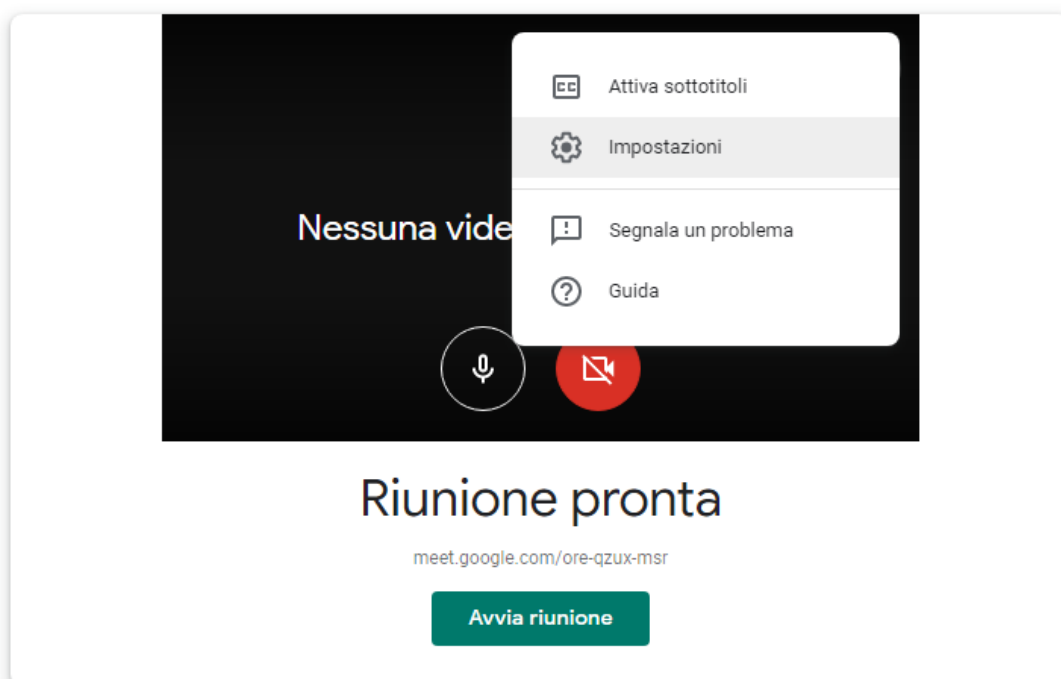 Attiva sottotitoli
Impostazioni
Nessuna vide
Segnala un problema
Guida
Riunione pronta
meet.google.com/ore-qzux-msr
Avvia riunione